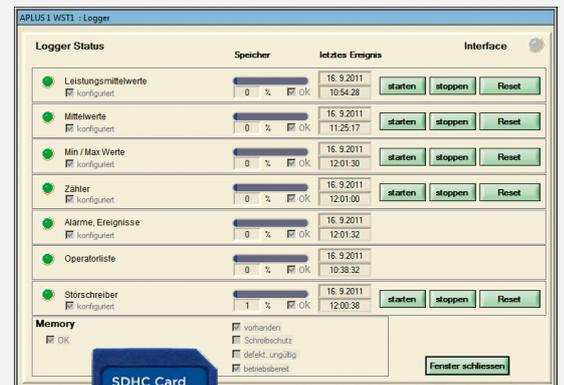 APLUS 1 WST1 : Logger
Logger Status
Speicher
letztes Ereignis
Interface
Leistungsmittelwerte
konfiguriert
0 % ok
16. 9.2011
10:54:28
starten stoppen Reset
Mittelwerte
konfiguriert
0 % ok
16. 9.2011
11:25:17
starten stoppen Reset
Min / Max Werte
konfiguriert
0 % ok
16. 9.2011
12:01:30
starten stoppen Reset
Zähler
konfiguriert
0 % ok
16. 9.2011
12:01:00
starten stoppen Reset
Alarme, Ereignisse
konfiguriert
0 % ok
16. 9.2011
12:01:32
Operatorliste
0 % ok
16. 9.2011
10:38:32
Störschreiber
konfiguriert
1 % ok
16. 9.2011
12:00:38
starten stoppen Reset
Memory
OK
vorhanden
Schreibschutz
defekt, ungültig
betriebsbereit
Fenster schliessen
SDHC Card